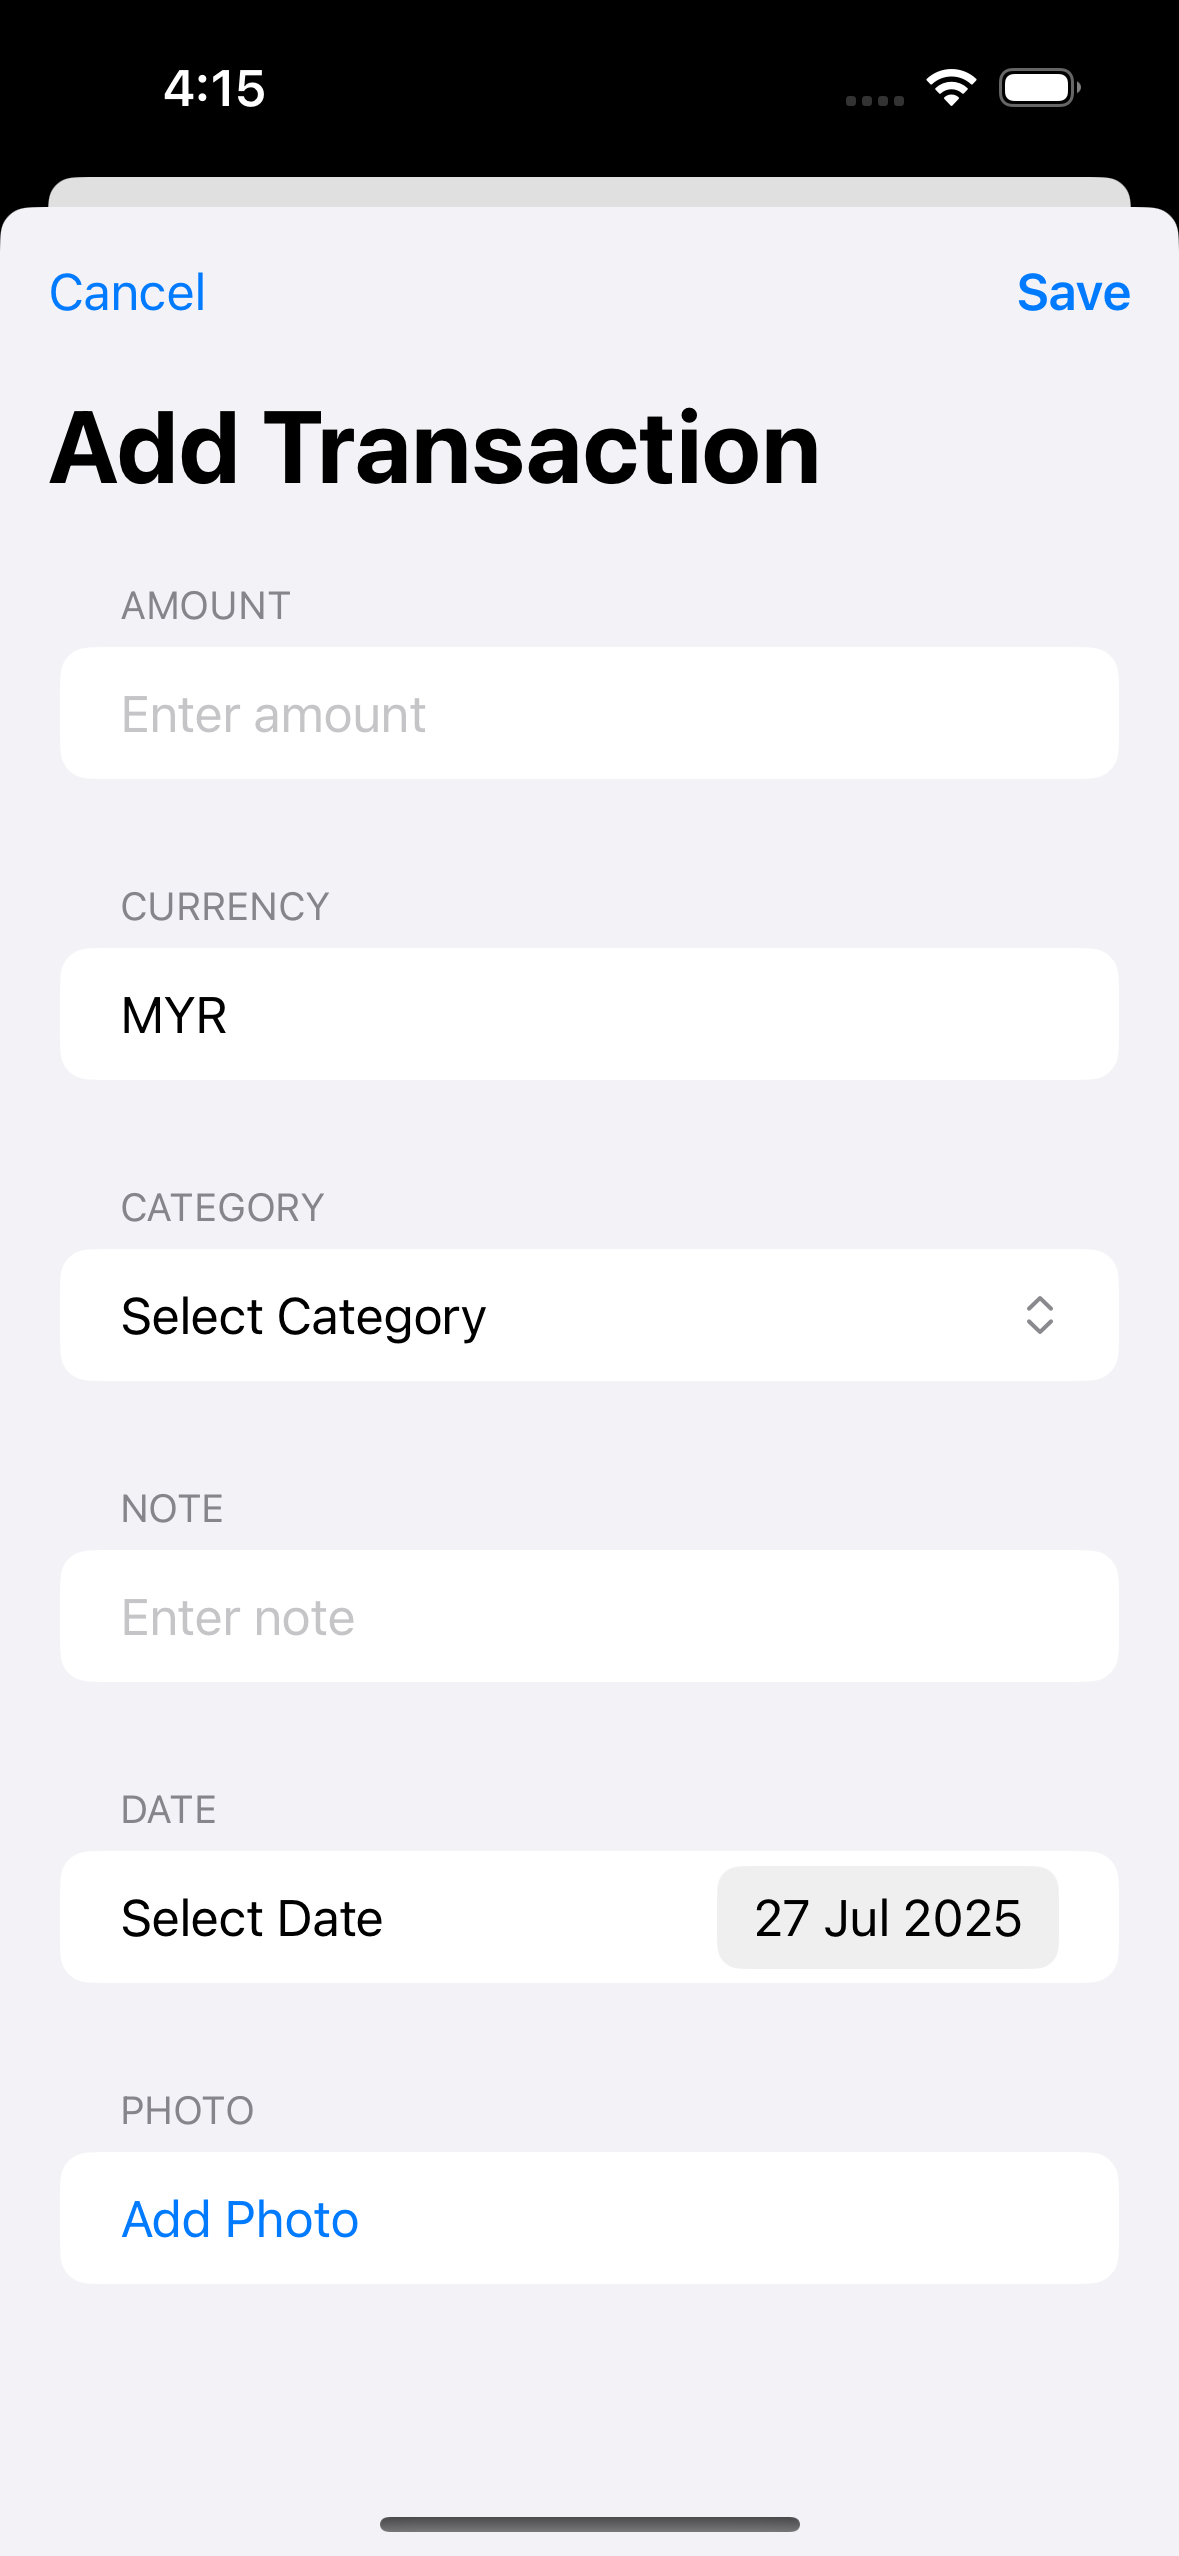 4:15
Cancel
Save
Add Transaction
AMOUNT
Enter amount
CURRENCY
MYR
CATEGORY
Select Category
NOTE
Enter note
DATE
Select Date
27 Jul 2025
PHOTO
Add Photo